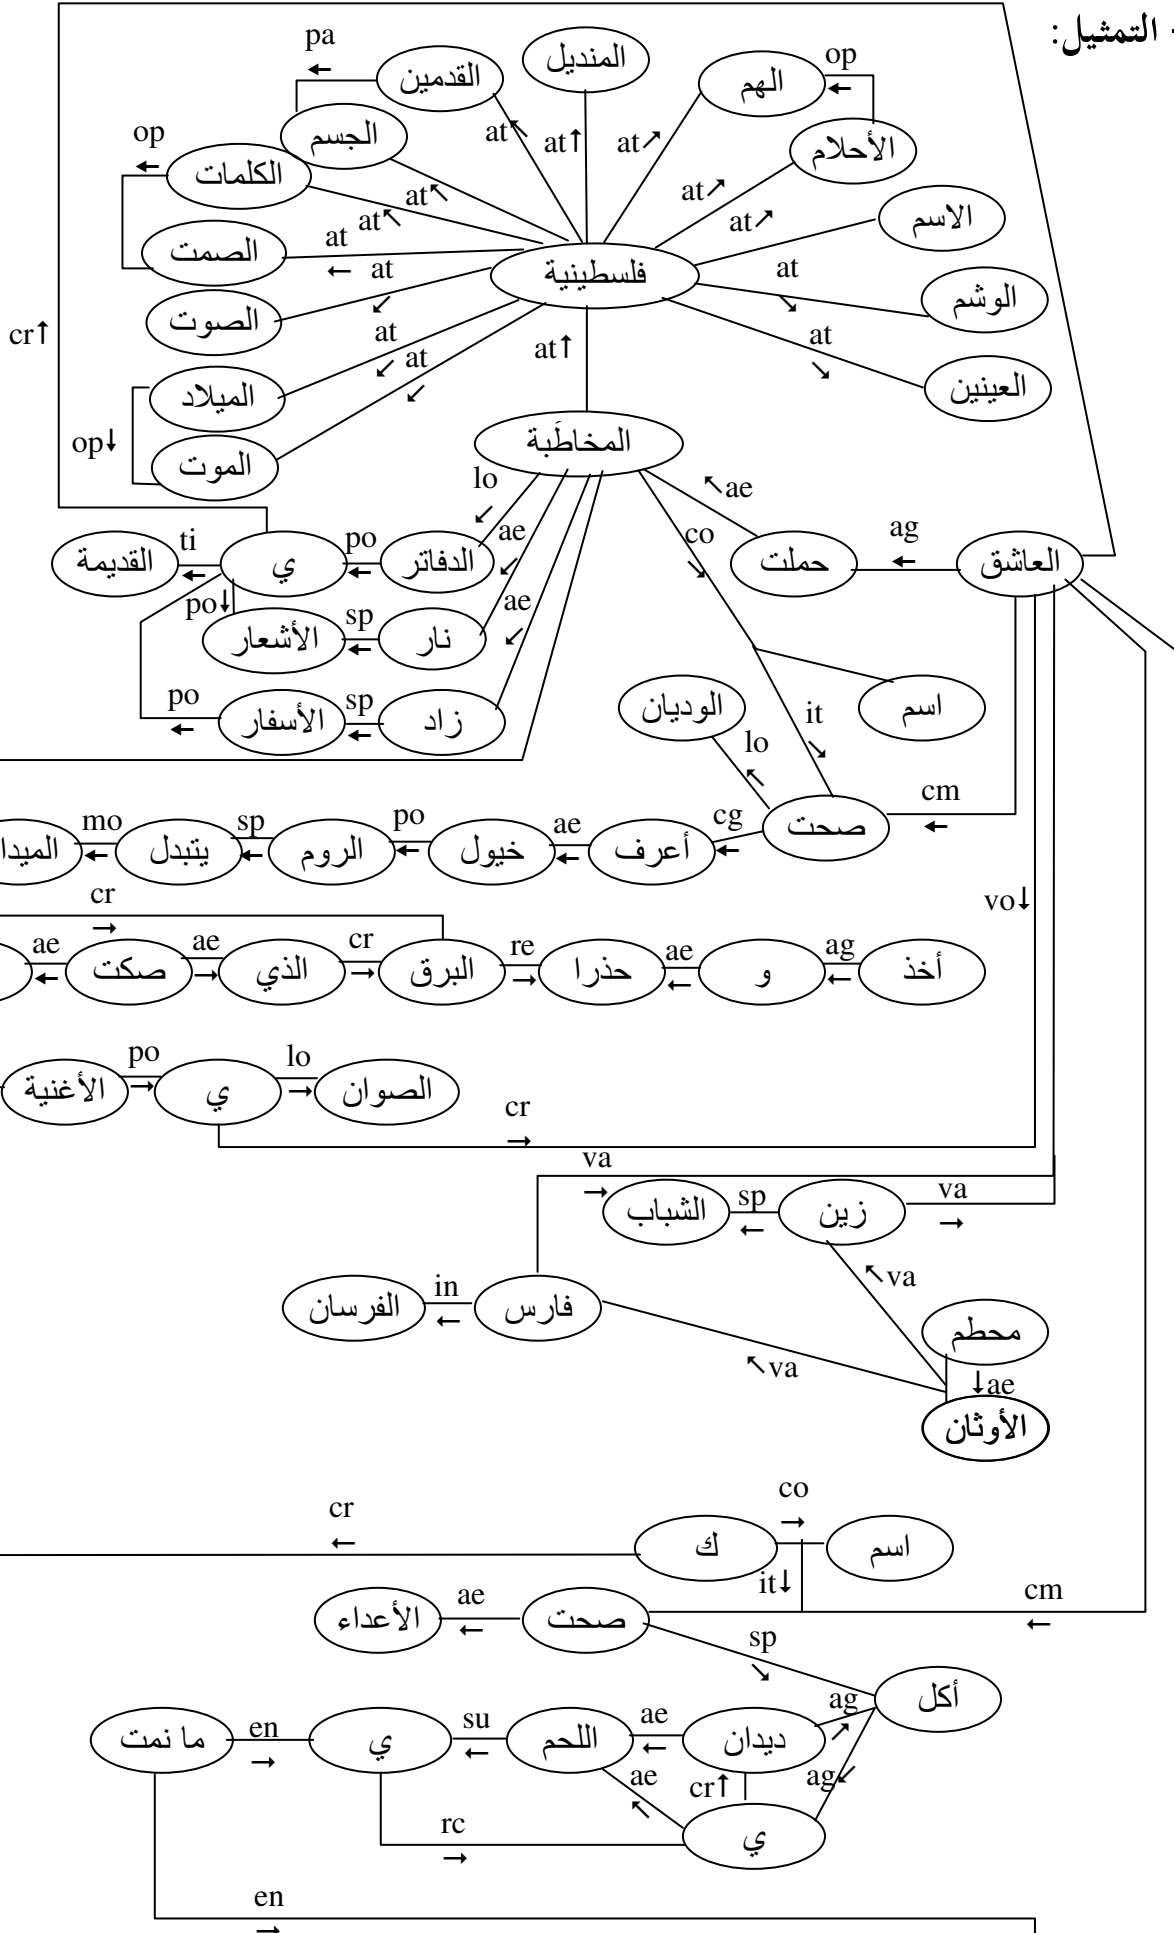 - التمثيل:
pa
القدمين
المنديل
الهم
op
الجسم
الأحلام
op
الكلمات
at
at
at
at
at
at
at
الاسم
الصمت
at
at
فلسطينية
at
الوشم
الصوت
at
at
العينين
cr
at
at
الميلاد
op
الموت
المخاطَبة
lo
ae
ae
co
ag
القديمة
ti
ي
po
الدفاتر
حملت
العاشق
po
الأشعار
sp
نار
ae
po
الأسفار
sp
زاد
الوديان
اسم
lo
it
cm
صحت
cg
أعرف
ae
خيول
po
الروم
sp
يتبدل
mo
الميدا
vo
cr
أخذ
ag
و
ae
حذرا
re
البرق
cr
الذي
ae
صكت
ae
الأغنية
po
ي
lo
الصوان
cr
va
الشباب
sp
زين
va
va
الفرسان
in
فارس
محطم
va
ae
الأوثان
co
cr
ك
اسم
it
cm
الأعداء
ae
صحت
sp
أكل
ag
ما نمت
en
ي
su
اللحم
ae
ديدان
ae
cr
ag
ي
rc
en